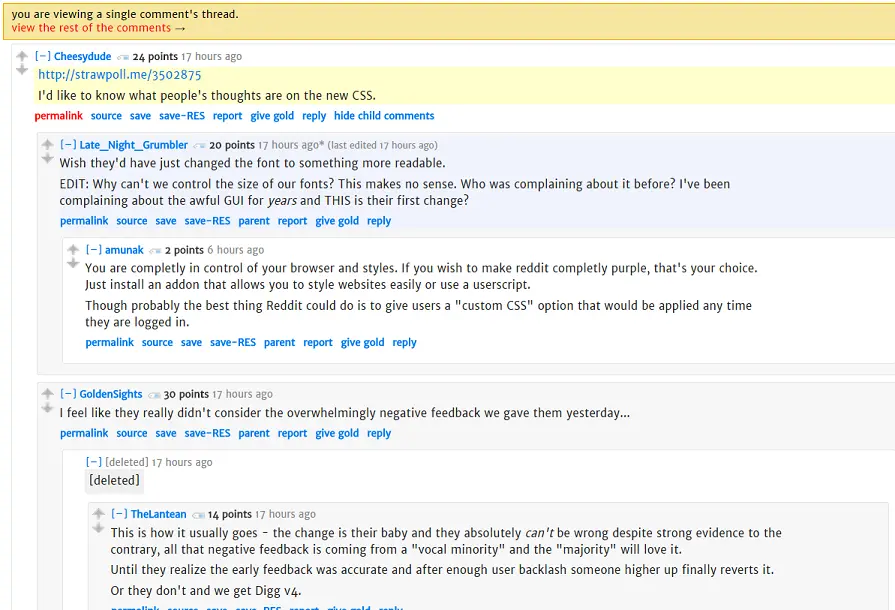 you are viewing a single comment's thread.
view the rest of the comments →
[–] Cheesydude 24 points 17 hours ago
http://strawpoll.me/3502875
I'd like to know what people's thoughts are on the new CSS.
permalink source save save-RES report give gold reply hide child comments
[–] Late_Night_Grumbler 20 points 17 hours ago* (last edited 17 hours ago)
Wish they'd have just changed the font to something more readable.
EDIT: Why can't we control the size of our fonts? This makes no sense. Who was complaining about it before? I've been
complaining about the awful GUI for years and THIS is their first change?
permalink source save save-RES parent report give gold reply
[–] amunak 2 points 6 hours ago
You are completly in control of your browser and styles. If you wish to make reddit completly purple, that's your choice.
Just install an addon that allows you to style websites easily or use a userscript.
Though probably the best thing Reddit could do is to give users a "custom CSS" option that would be applied any time
they are logged in.
permalink source save save-RES parent report give gold reply
[–] GoldenSights 30 points 17 hours ago
I feel like they really didn't consider the overwhelmingly negative feedback we gave them yesterday...
permalink source save save-RES parent report give gold reply
[–] [deleted] 17 hours ago
[deleted]
[–] TheLantean 14 points 17 hours ago
This is how it usually goes - the change is their baby and they absolutely can't be wrong despite strong evidence to the
contrary, all that negative feedback is coming from a "vocal minority" and the "majority" will love it.
Until they realize the early feedback was accurate and after enough user backlash someone higher up finally reverts it.
Or they don't and we get Digg v4.
permalink source save save-RES report give gold reply